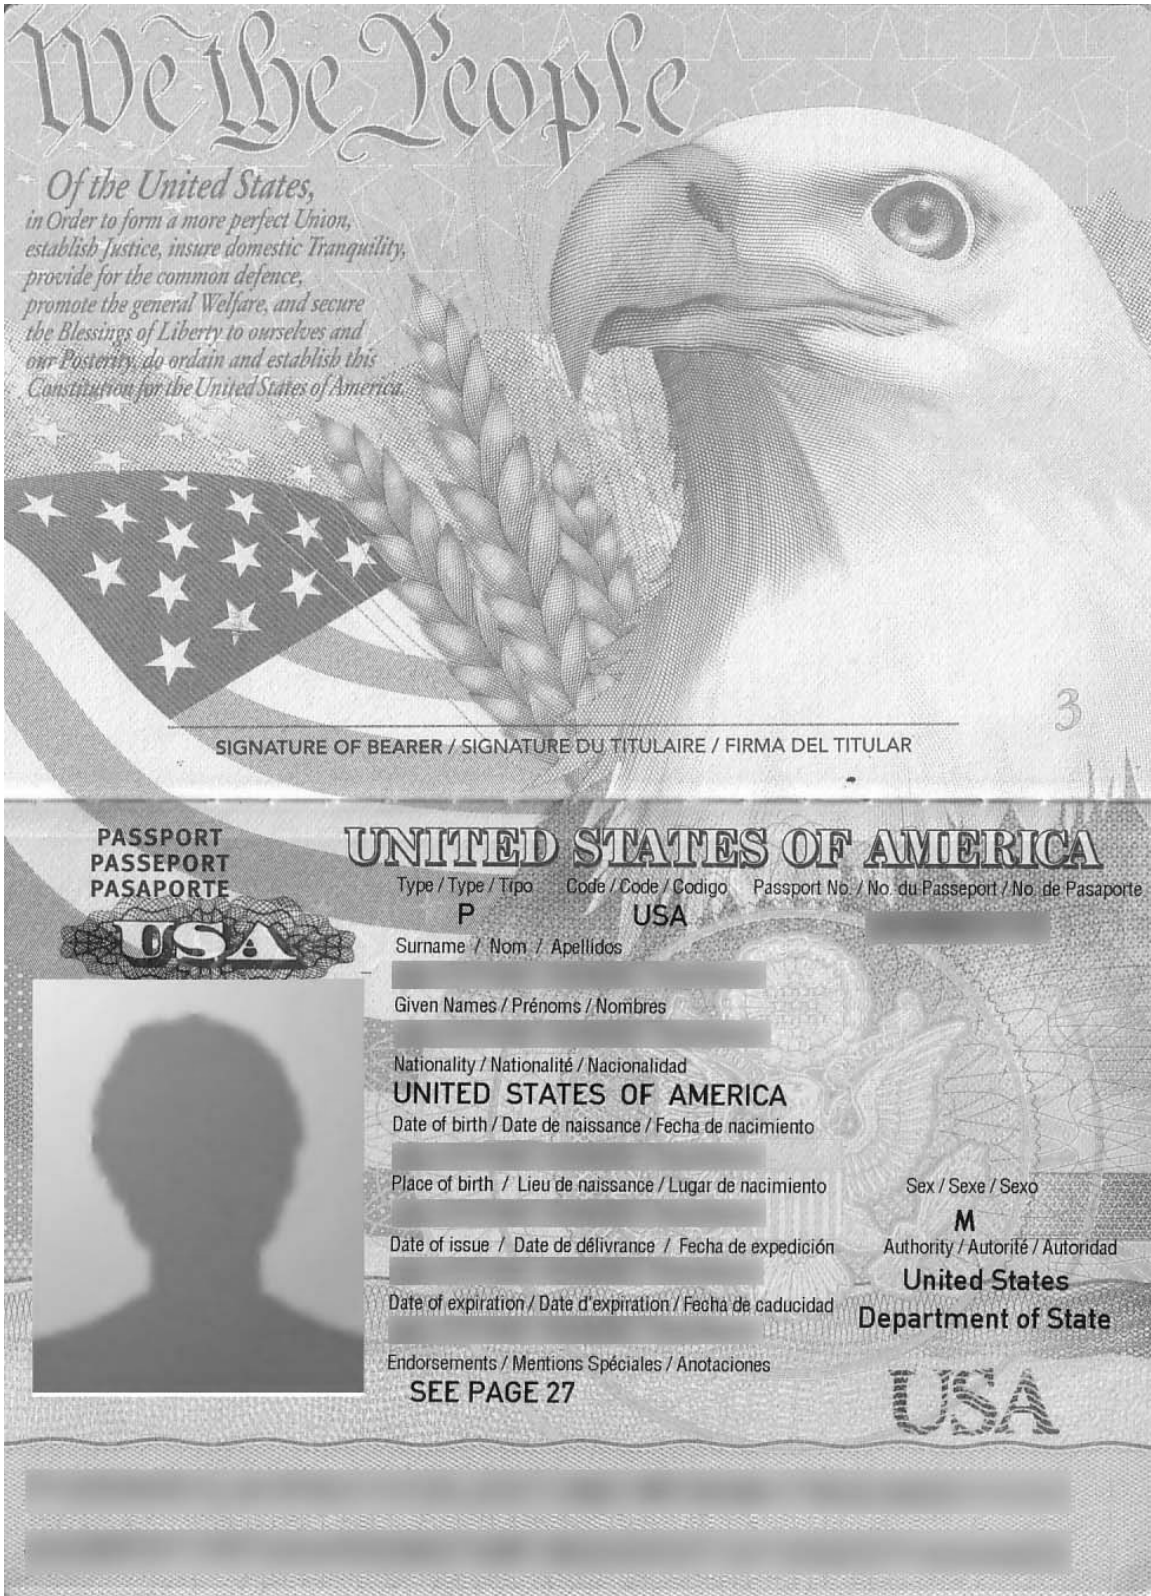 We the People
Of the United States,
in Order to form a more perfect Union,
establish Justice, insure domestic Tranquility,
provide for the common defence,
promote the general Welfare, and secure
the Blessings of Liberty to ourselves and
our Posterity, do ordain and establish this
Constitution for the United States of America.
3
SIGNATURE OF BEARER / SIGNATURE DU TITULAIRE / FIRMA DEL TITULAR
PASSPORT
PASSEPORT
PASAPORTE
USA
UNITED STATES OF AMERICA
Type / Type / Tipo Code / Code / Codigo Passport No. / No. du Passeport / No. de Pasaporte
P USA
Surname / Nom / Apellidos
Given Names / Prénoms / Nombres
Nationality / Nationalité / Nacionalidad
UNITED STATES OF AMERICA
Date of birth / Date de naissance / Fecha de nacimiento
Place of birth / Lieu de naissance / Lugar de nacimiento Sex / Sexe / Sexo
M
Date of issue / Date de délivrance / Fecha de expedición Authority / Autorité / Autoridad
United States
Date of expiration / Date d'expiration / Fecha de caducidad Department of State
Endorsements / Mentions Spéciales / Anotaciones
SEE PAGE 27
USA